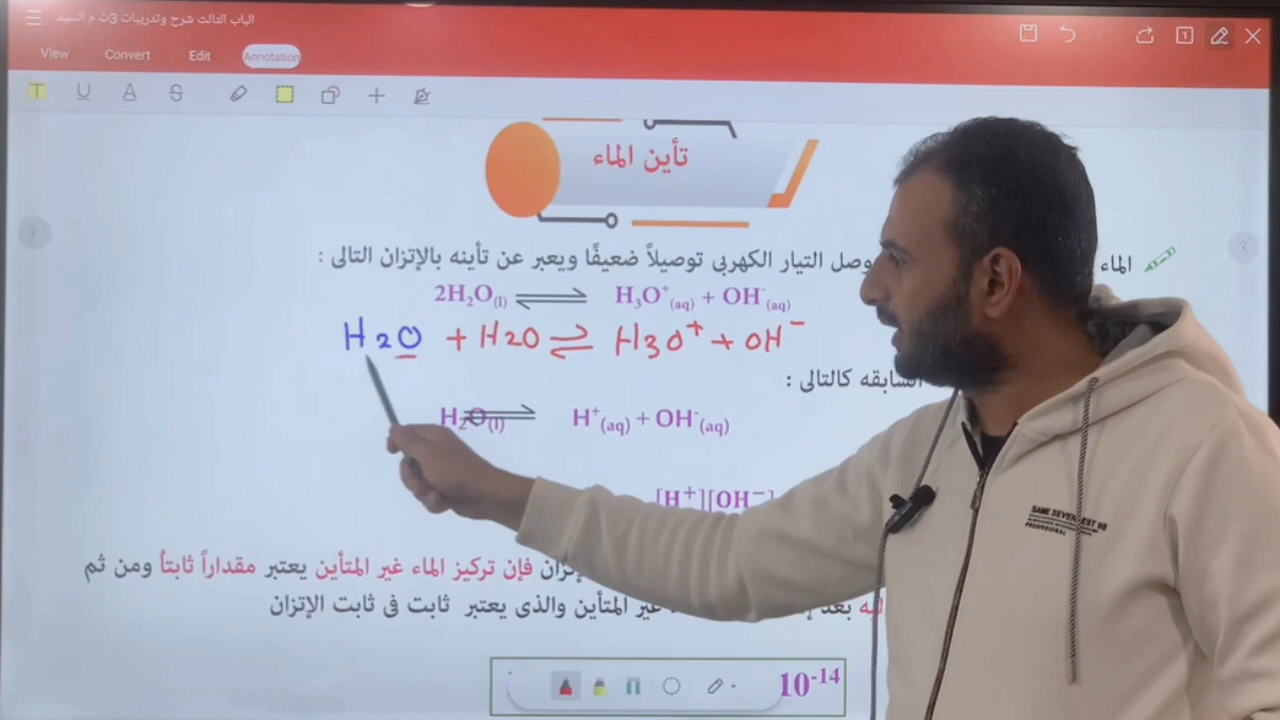 الباب الثالث شرح وتدريبات 3ث م السيد
View Convert Edit Annotation
تأين الماء
الماء وصل التيار الكهربى توصيلاً ضعيفًا ويعبر عن تأينه بالإتزان التالى :
2H₂O(l) ⇌ H₃O⁺(aq) + OH⁻(aq)
H2O + H2O ⇌ H3O⁺ + OH⁻
السابقه كالتالى :
H₂O(l) ⇌ H⁺(aq) + OH⁻(aq)
[H⁺][OH⁻]
فإن تركيز الماء غير المتأين يعتبر مقداراً ثابتاً ومن ثم
بعد غير المتأين والذى يعتبر ثابت فى ثابت الإتزان
10⁻¹⁴
SAME SEVEN
PROFESIONAL